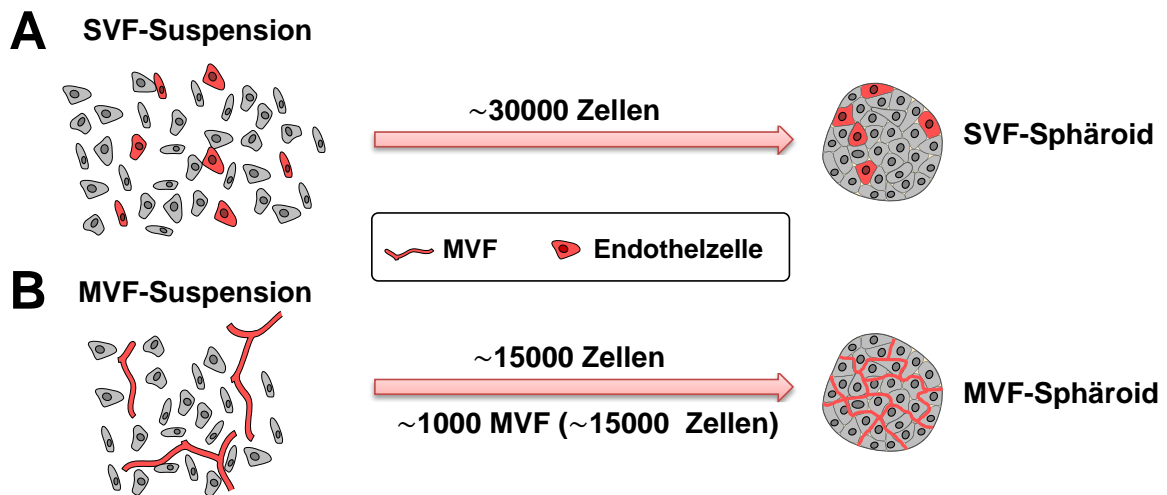 A
SVF-Suspension
~30000 Zellen
SVF-Sphäroid
MVF
Endothelzelle
B
MVF-Suspension
~15000 Zellen
~1000 MVF (~15000 Zellen)
MVF-Sphäroid